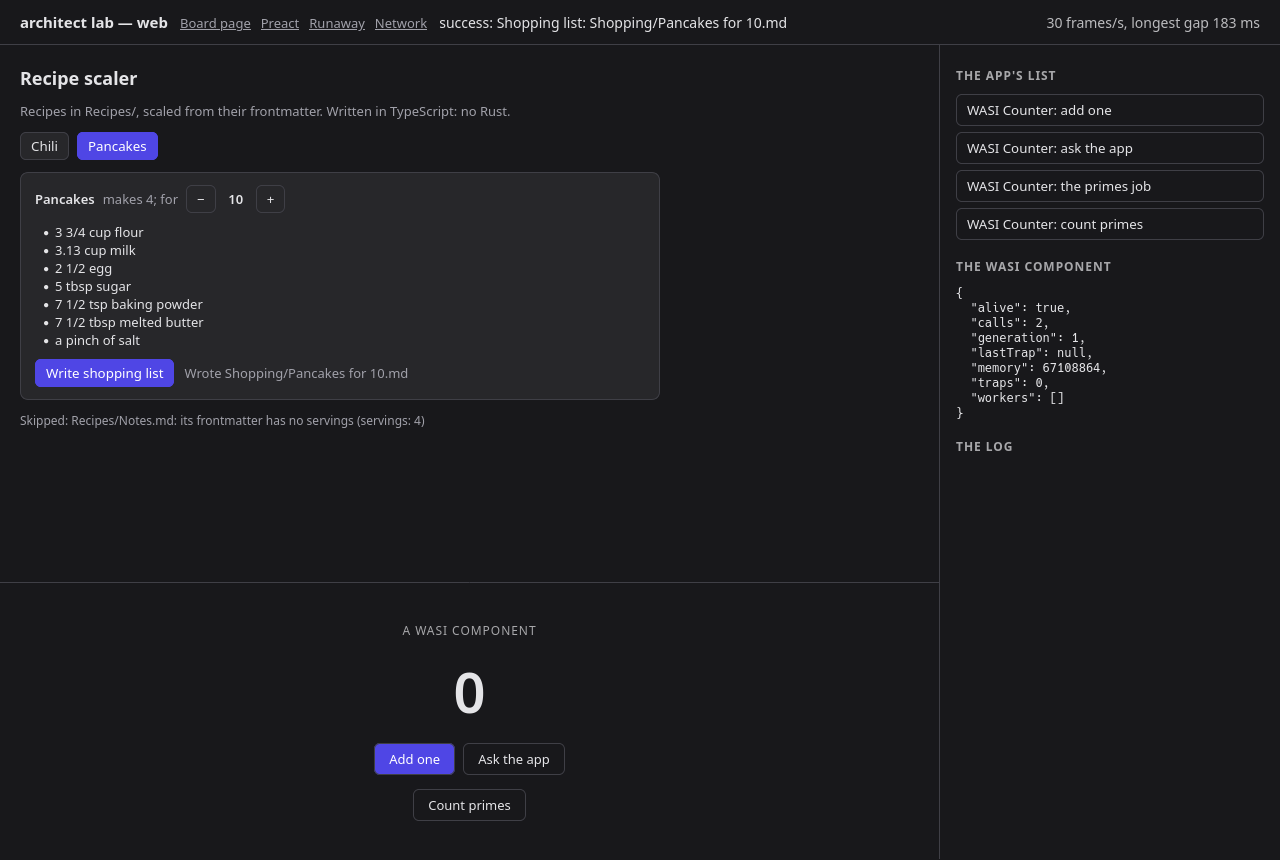 architect lab — web Board page Preact Runaway Network success: Shopping list: Shopping/Pancakes for 10.md 30 frames/s, longest gap 183 ms
Recipe scaler
Recipes in Recipes/, scaled from their frontmatter. Written in TypeScript: no Rust.
Chili Pancakes
Pancakes makes 4; for − 10 +
• 3 3/4 cup flour
• 3.13 cup milk
• 2 1/2 egg
• 5 tbsp sugar
• 7 1/2 tsp baking powder
• 7 1/2 tbsp melted butter
• a pinch of salt
Write shopping list Wrote Shopping/Pancakes for 10.md
Skipped: Recipes/Notes.md: its frontmatter has no servings (servings: 4)
A WASI COMPONENT
0
Add one Ask the app
Count primes
THE APP'S LIST
WASI Counter: add one
WASI Counter: ask the app
WASI Counter: the primes job
WASI Counter: count primes
THE WASI COMPONENT
{
"alive": true,
"calls": 2,
"generation": 1,
"lastTrap": null,
"memory": 67108864,
"traps": 0,
"workers": []
}
THE LOG